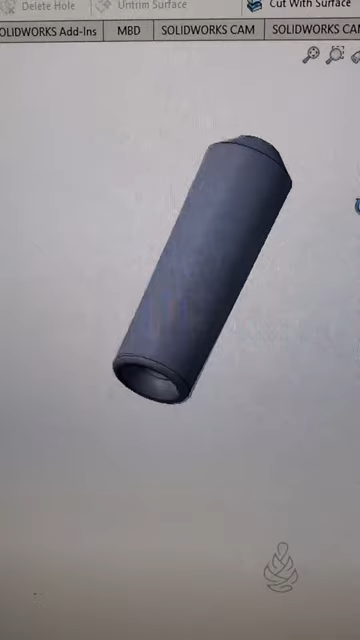 Delete Hole Untrim Surface Cut With Surface
SOLIDWORKS Add-Ins MBD SOLIDWORKS CAM SOLIDWORKS CAM